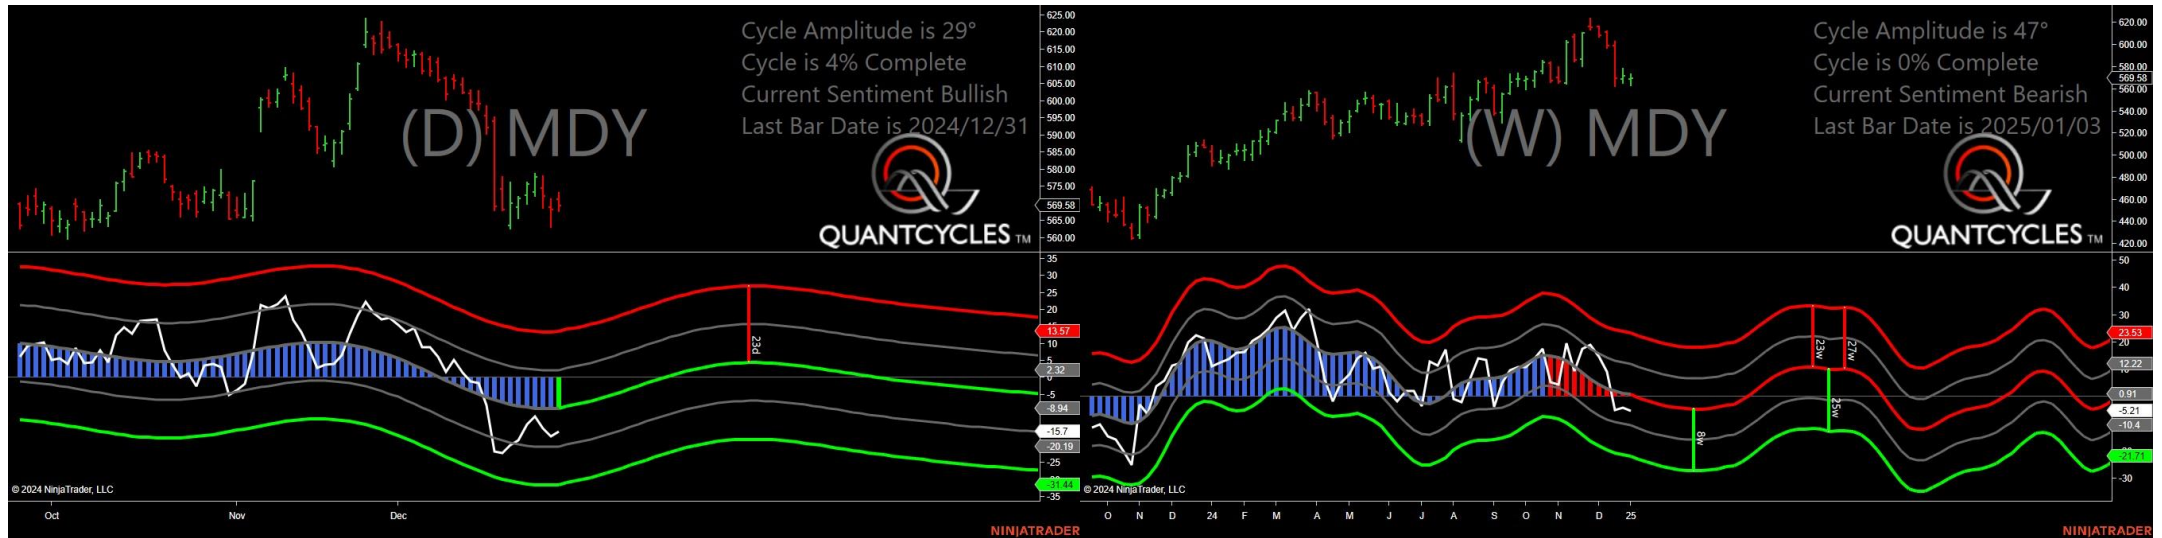 Cycle Amplitude is 29°
Cycle is 4% Complete
Current Sentiment Bullish
Last Bar Date is 2024/12/31
(D) MDY
QUANTCYCLES TM
625.00
620.00
615.00
610.00
605.00
600.00
595.00
590.00
585.00
580.00
575.00
569.58
565.00
560.00
35
30
25
20
15
13.57
10
5
2.32
0
-5
-8.94
-15.7
-20.19
-25
-31.44
-35
23d
© 2024 NinjaTrader, LLC
Oct
Nov
Dec
NINJATRADER
Cycle Amplitude is 47°
Cycle is 0% Complete
Current Sentiment Bearish
Last Bar Date is 2025/01/03
(W) MDY
QUANTCYCLES TM
620.00
600.00
580.00
569.58
560.00
540.00
520.00
500.00
480.00
460.00
440.00
420.00
50
40
30
23.53
20
12.22
0.91
-5.21
-10.4
-21.71
-30
8w
23w
27w
25w
© 2024 NinjaTrader, LLC
O N D 24 F M A M J J A S O N D 25
NINJATRADER